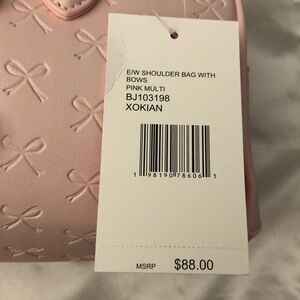 E/W SHOULDER BAG WITH
BOWS
PINK MULTI
BJ103198
XOKIAN
1 98190 78606 1
MSRP $88.00